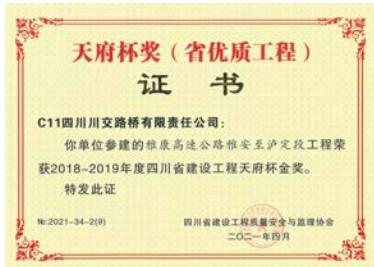 天府杯奖（省优质工程）
证 书
C11四川川交路桥有限责任公司：
你单位参建的雅康高速公路雅安至泸定段工程荣
获2018~2019年度四川省建设工程天府杯金奖。
特发此证
№:2021-34-2(9)
四川省建设工程质量安全与监理协会
二〇二一年四月